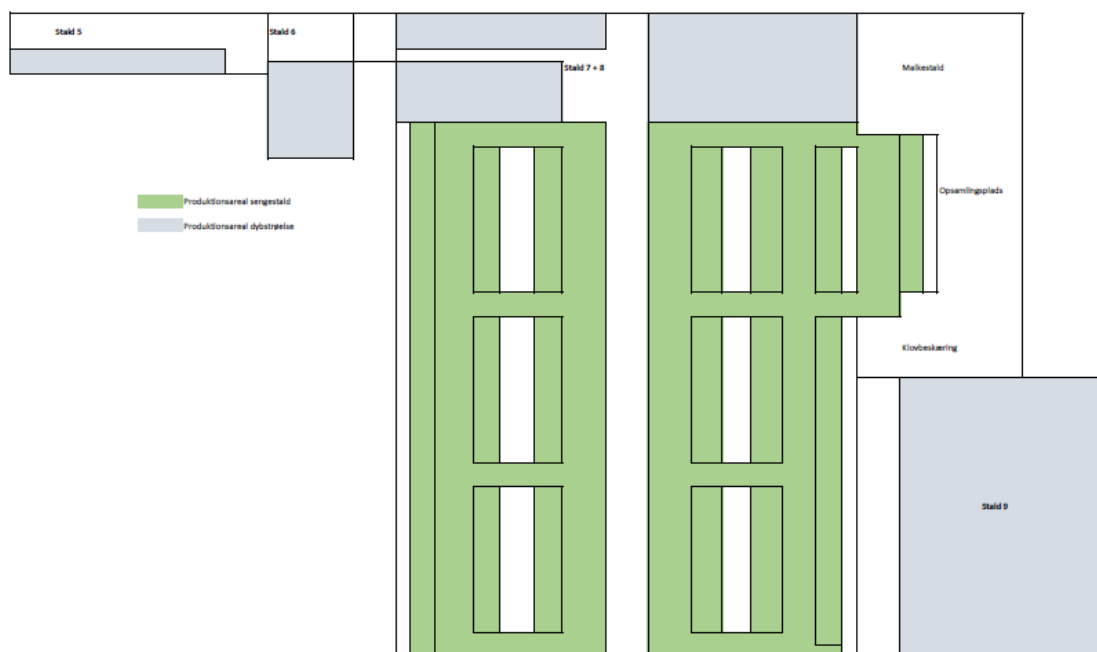 Stald 5
Stald 6
Stald 7 + 8
Malkestald
Opsamlingsplads
Produktionsareal sengestald
Produktionsareal dybstrøelse
Klovbeskæring
Stald 9